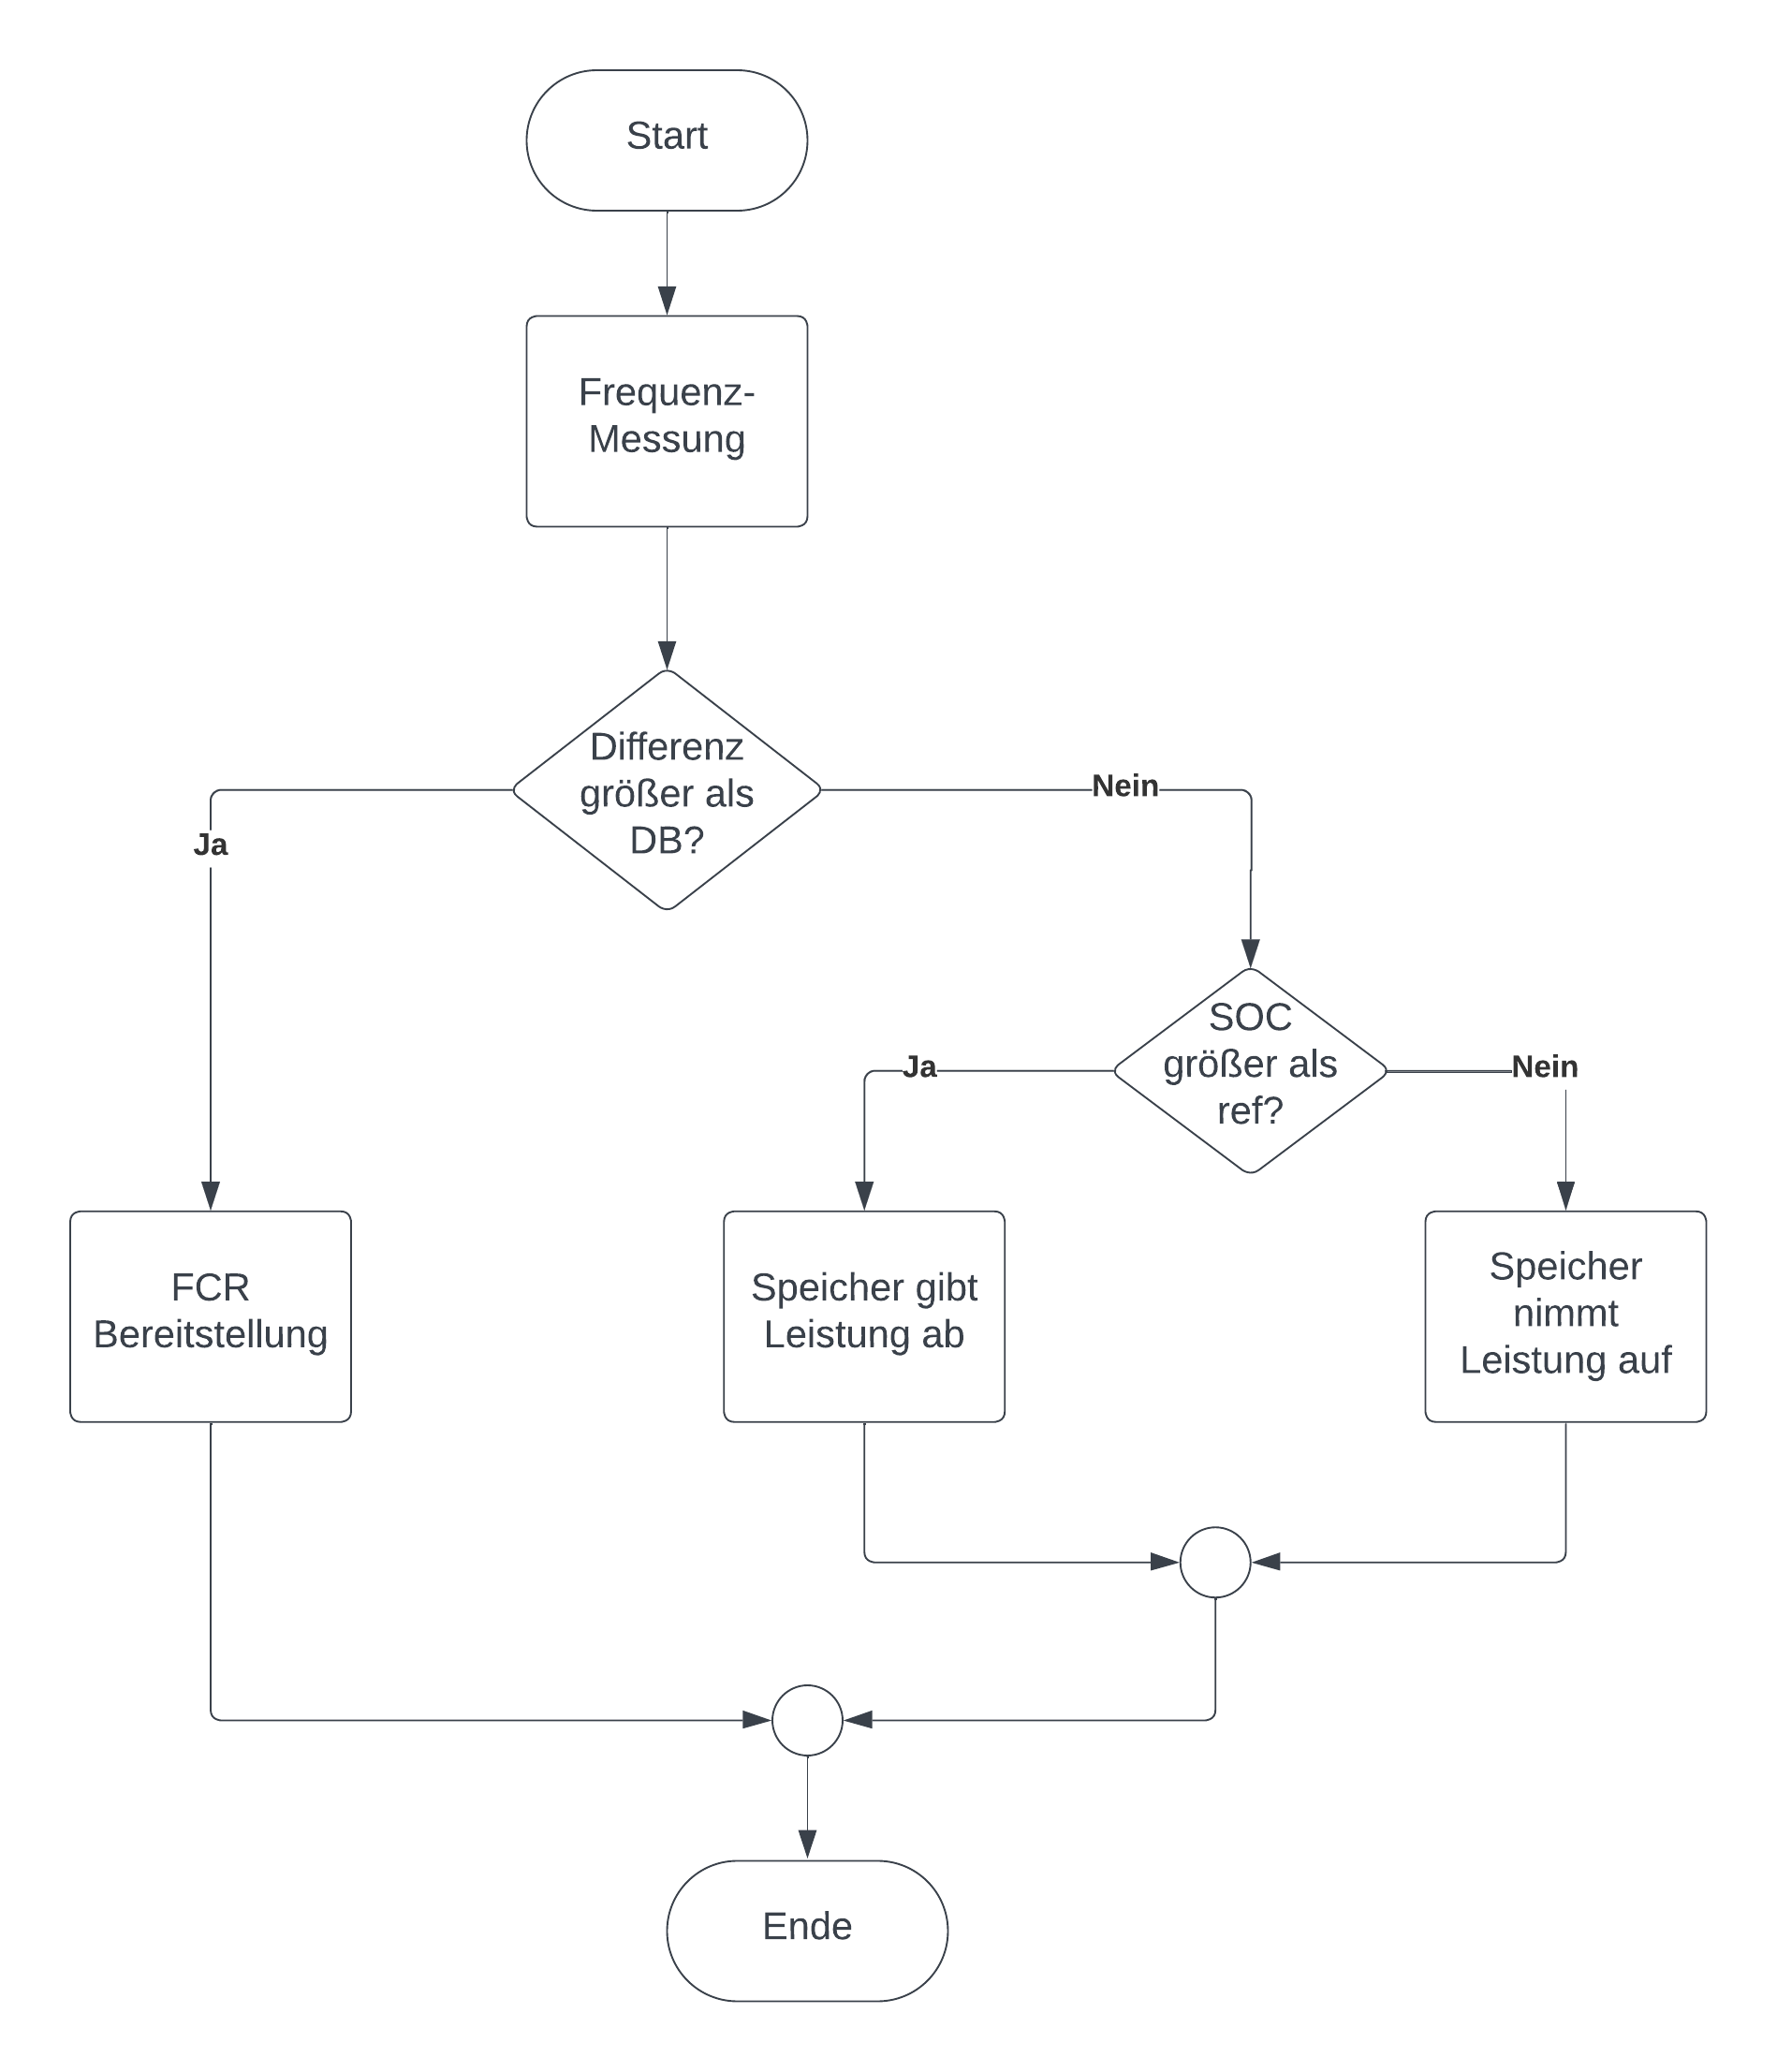 Start
Frequenz-
Messung
Differenz
größer als
DB?
Nein
Ja
SOC
größer als
ref?
Ja
Nein
FCR
Bereitstellung
Speicher gibt
Leistung ab
Speicher
nimmt
Leistung auf
Ende